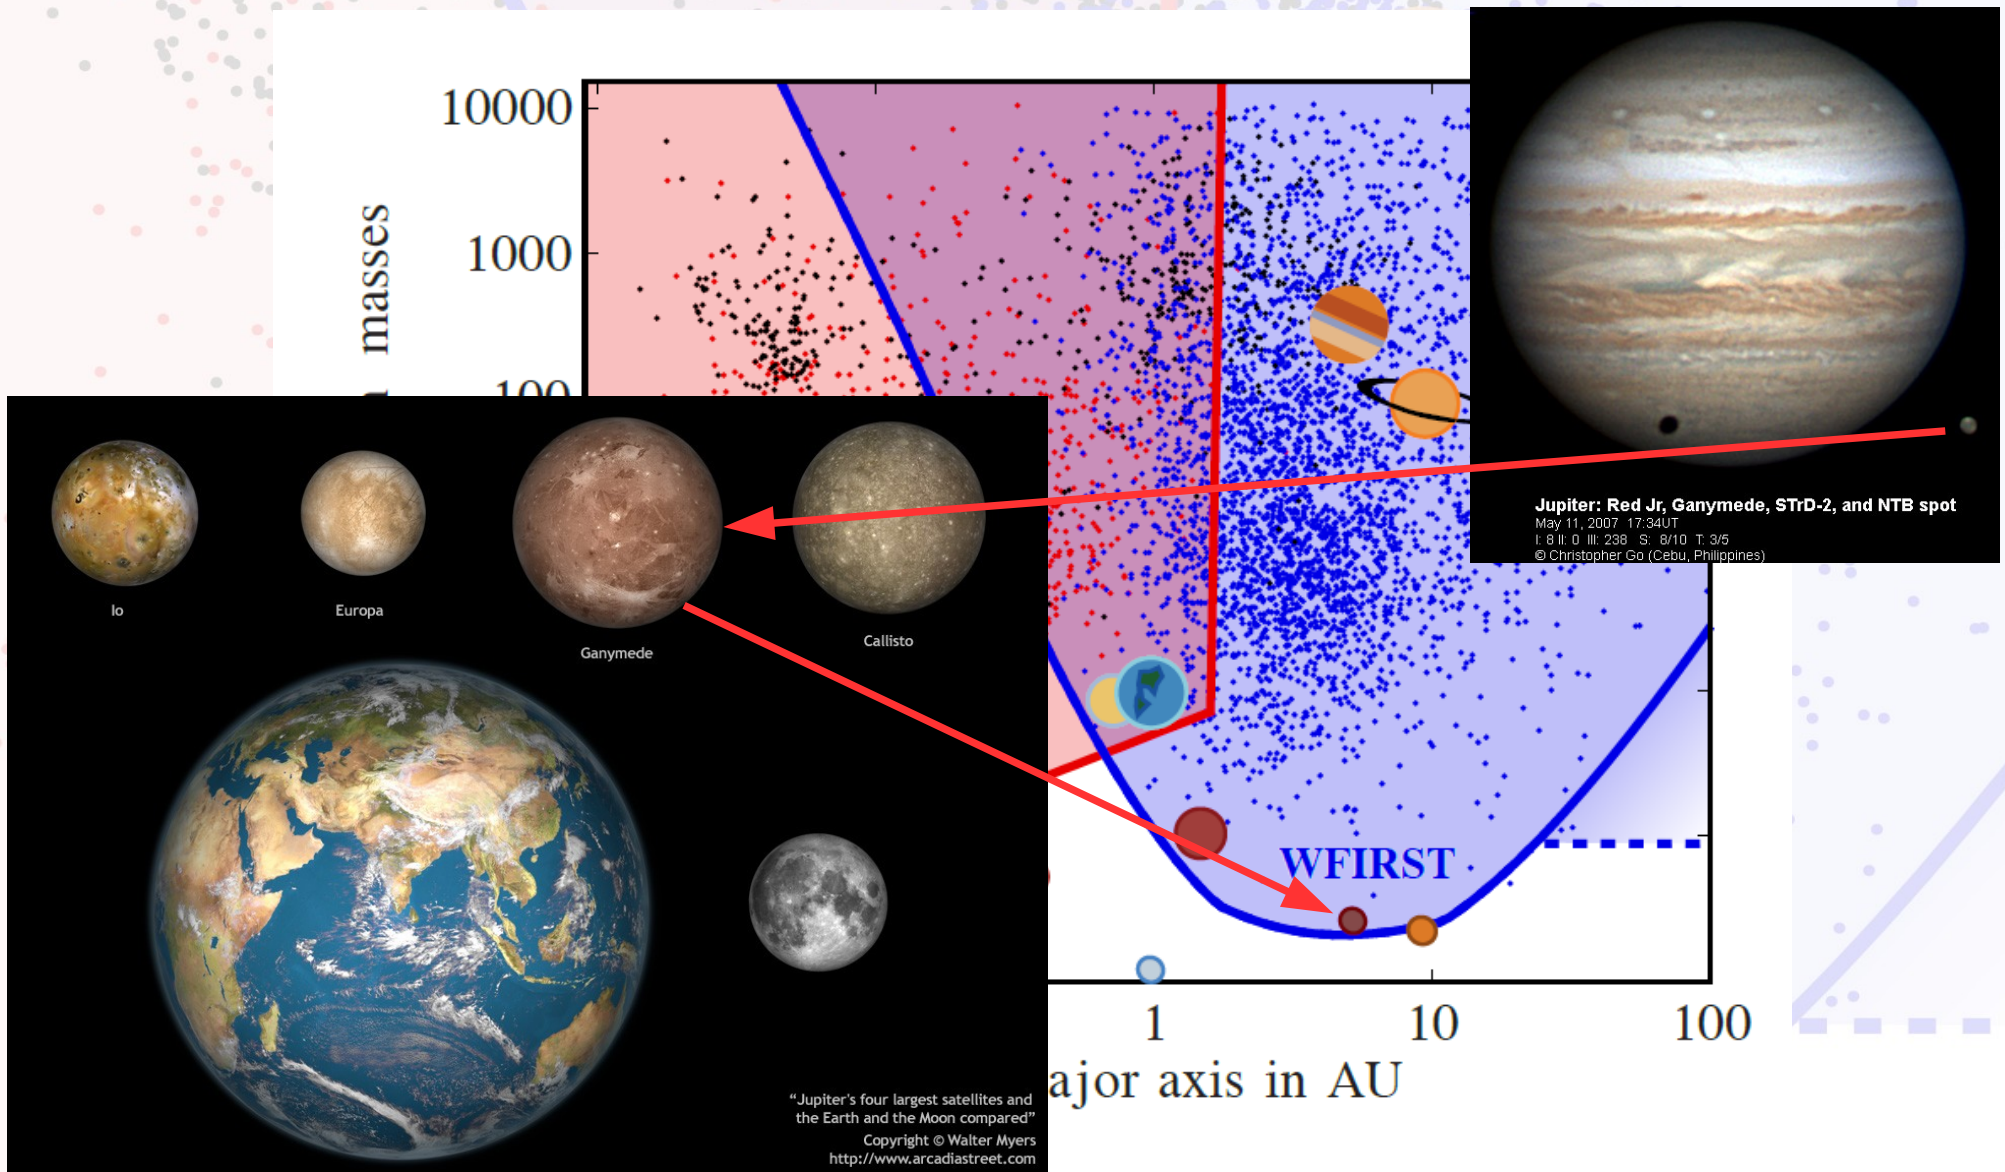 10000
1000
100
masses
WFIRST
1 10 100
ajor axis in AU
Jupiter: Red Jr, Ganymede, STrD-2, and NTB spot
May 11, 2007 17:34UT
I: 8 II: 0 III: 238 S: 8/10 T: 3/5
© Christopher Go (Cebu, Philippines)
Io
Europa
Ganymede
Callisto
“Jupiter's four largest satellites and
the Earth and the Moon compared”
Copyright © Walter Myers
http://www.arcadiastreet.com